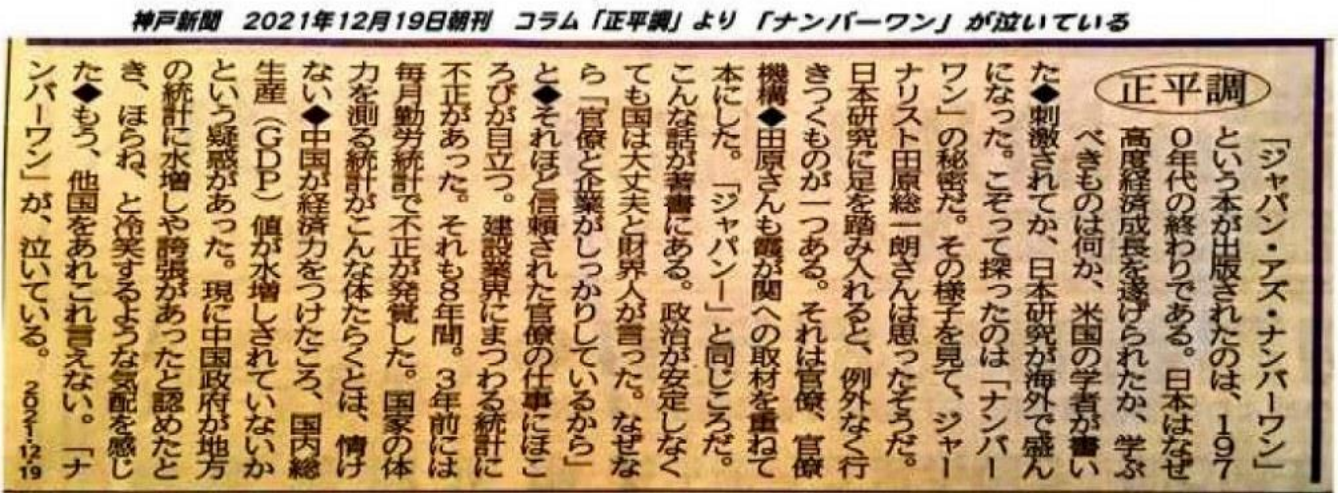 神戸新聞 2021年12月19日朝刊 コラム「正平調」より 「ナンバーワン」が泣いている
正平調
「ジャパン・アズ・ナンバーワン」
という本が出版されたのは、197
0年代の終わりである。日本はなぜ
高度経済成長を遂げられたか、学ぶ
べきものは何か、米国の学者が書い
た◆刺激されてか、日本研究が海外で盛ん
になった。こぞって探ったのは「ナンバー
ワン」の秘密だ。その様子を見て、ジャー
ナリスト田原総一朗さんは思ったそうだ。
日本研究に足を踏み入れると、例外なく行
きつくものが一つある。それは官僚、官僚
機構◆田原さんも霞が関への取材を重ねて
本にした。「ジャパン―」と同じころだ。
こんな話が著書にある。政治が安定しなく
ても国は大丈夫と財界人が言った。なぜな
ら「官僚と企業がしっかりしているから」
と◆それほど信頼された官僚の仕事にほこ
ろびが目立つ。建設業界にまつわる統計に
不正があった。それも8年間。3年前には
毎月勤労統計で不正が発覚した。国家の体
力を測る統計がこんな体たらくとは、情け
ない◆中国が経済力をつけたころ、国内総
生産(GDP)値が水増しされていないか
という疑惑があった。現に中国政府が地方
の統計に水増しや誇張があったと認めたと
き、ほらね、と冷笑するような気配を感じ
た◆もう、他国をあれこれ言えない。「ナ
ンバーワン」が、泣いている。 2021・12・19